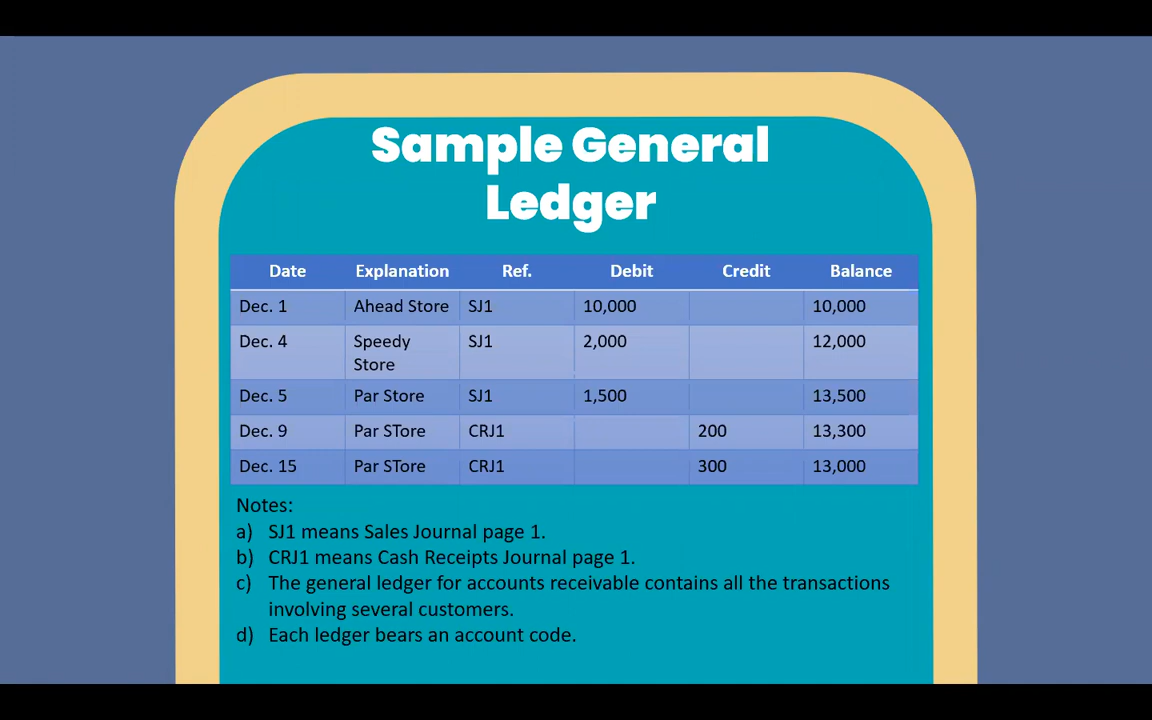 Sample General
Ledger
Date Explanation Ref. Debit Credit Balance
Dec. 1 Ahead Store SJ1 10,000 10,000
Dec. 4 Speedy Store SJ1 2,000 12,000
Dec. 5 Par Store SJ1 1,500 13,500
Dec. 9 Par STore CRJ1 200 13,300
Dec. 15 Par STore CRJ1 300 13,000
Notes:
a) SJ1 means Sales Journal page 1.
b) CRJ1 means Cash Receipts Journal page 1.
c) The general ledger for accounts receivable contains all the transactions
involving several customers.
d) Each ledger bears an account code.